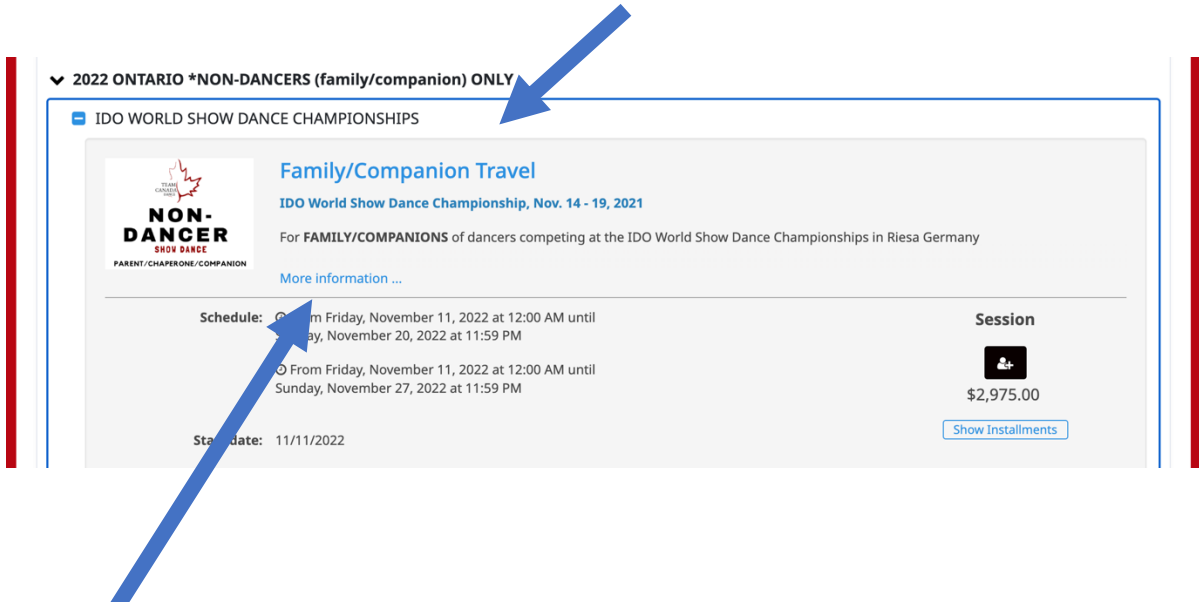 2022 ONTARIO *NON-DANCERS (family/companion) ONLY
IDO WORLD SHOW DANCE CHAMPIONSHIPS
TEAM
CANADA
NON-
DANCER
SHOW DANCE
PARENT/CHAPERONE/COMPANION
Family/Companion Travel
IDO World Show Dance Championship, Nov. 14 - 19, 2021
For FAMILY/COMPANIONS of dancers competing at the IDO World Show Dance Championships in Riesa Germany
More information ...
Schedule:
Friday, November 11, 2022 at 12:00 AM until
November 20, 2022 at 11:59 PM
From Friday, November 11, 2022 at 12:00 AM until
Sunday, November 27, 2022 at 11:59 PM
date: 11/11/2022
Session
$2,975.00
Show Installments